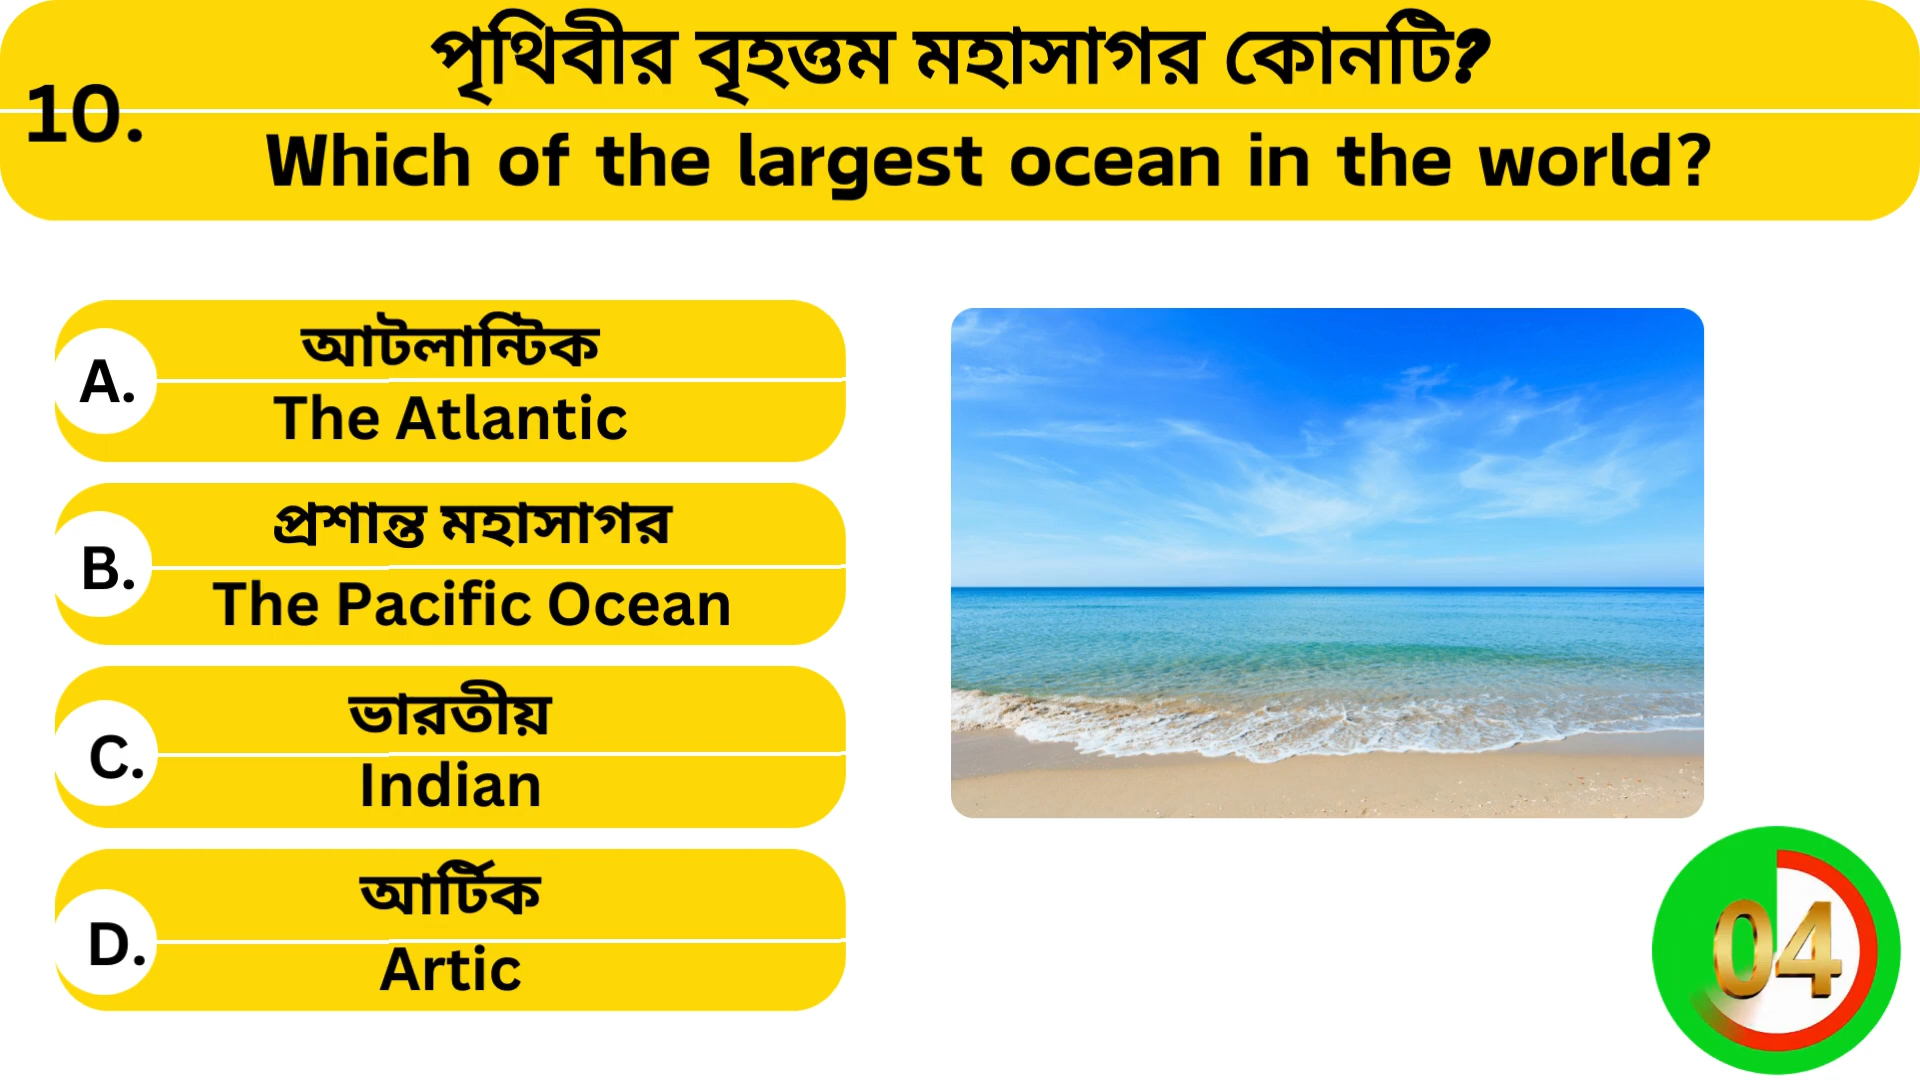 পৃথিবীর বৃহত্তম মহাসাগর কোনটি?
10.
Which of the largest ocean in the world?
A.
আটলান্টিক
The Atlantic
B.
প্রশান্ত মহাসাগর
The Pacific Ocean
C.
ভারতীয়
Indian
D.
আর্টিক
Artic
04